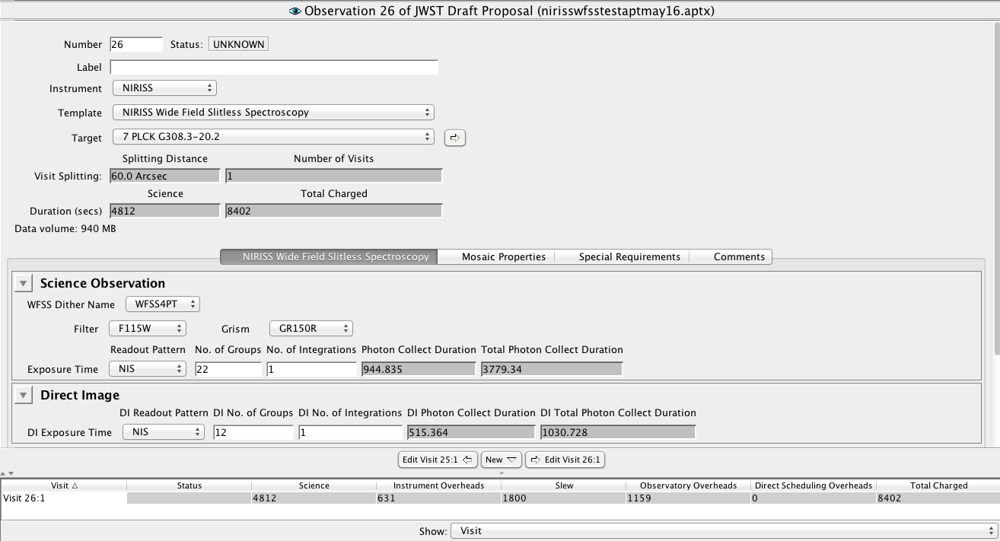 Observation 26 of JWST Draft Proposal (nirisswfsstestaptmay16.aptx)
Number 26 Status: UNKNOWN
Label
Instrument NIRISS
Template NIRISS Wide Field Slitless Spectroscopy
Target 7 PLCK G308.3-20.2
Splitting Distance Number of Visits
Visit Splitting: 60.0 Arcsec 1
Science Total Charged
Duration (secs) 4812 8402
Data volume: 940 MB
NIRISS Wide Field Slitless Spectroscopy Mosaic Properties Special Requirements Comments
Science Observation
WFSS Dither Name WFSS4PT
Filter F115W Grism GR150R
Readout Pattern No. of Groups No. of Integrations Photon Collect Duration Total Photon Collect Duration
Exposure Time NIS 22 1 944.835 3779.34
Direct Image
DI Readout Pattern DI No. of Groups DI No. of Integrations DI Photon Collect Duration DI Total Photon Collect Duration
DI Exposure Time NIS 12 1 515.364 1030.728
Edit Visit 25:1 New Edit Visit 26:1
Visit Status Science Instrument Overheads Slew Observatory Overheads Direct Scheduling Overheads Total Charged
Visit 26:1 4812 631 1800 1159 0 8402
Show: Visit